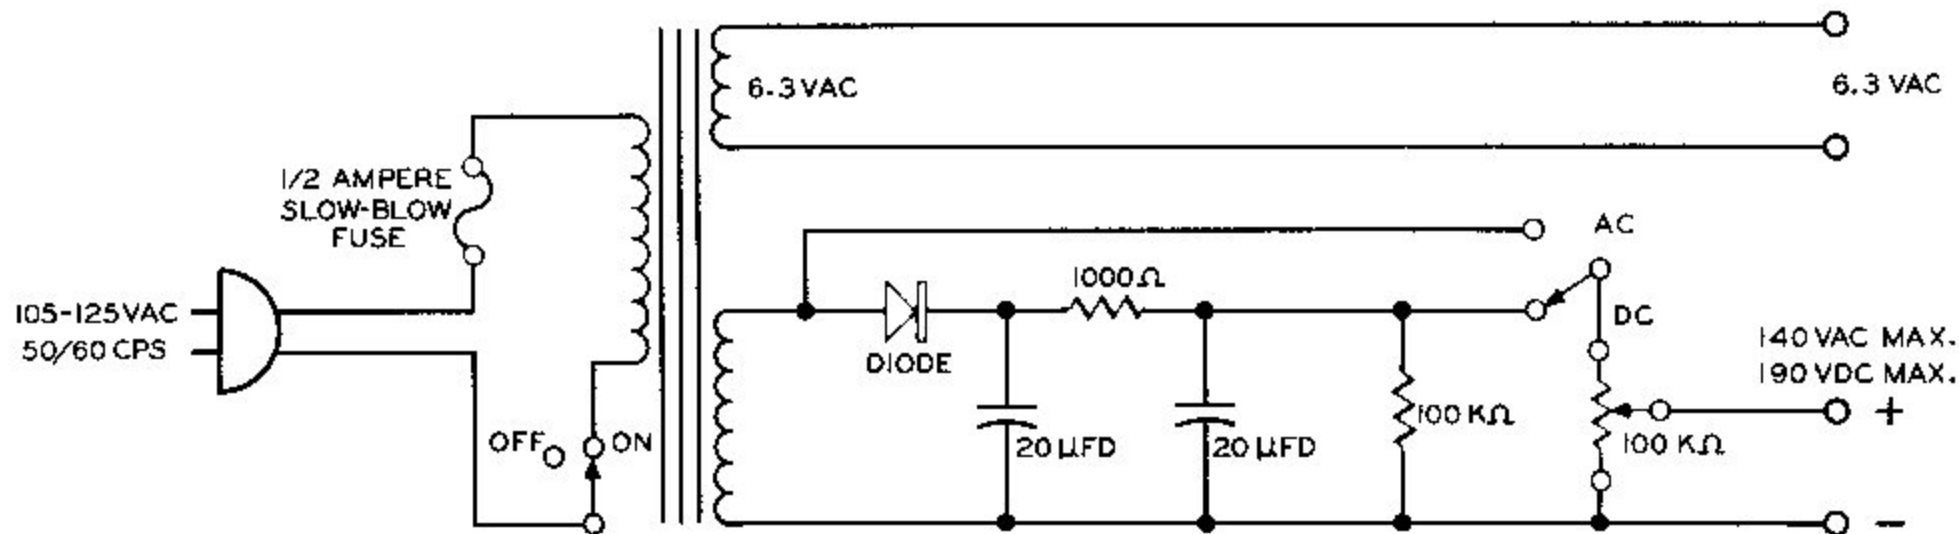 6.3 VAC
6.3 VAC
1/2 AMPERE
SLOW-BLOW
FUSE
AC
1000Ω
105-125VAC
50/60 CPS
DIODE
DC
140 VAC MAX.
190 VDC MAX.
+
100 KΩ
100 KΩ
20 µFD
20 µFD
OFF
ON
−